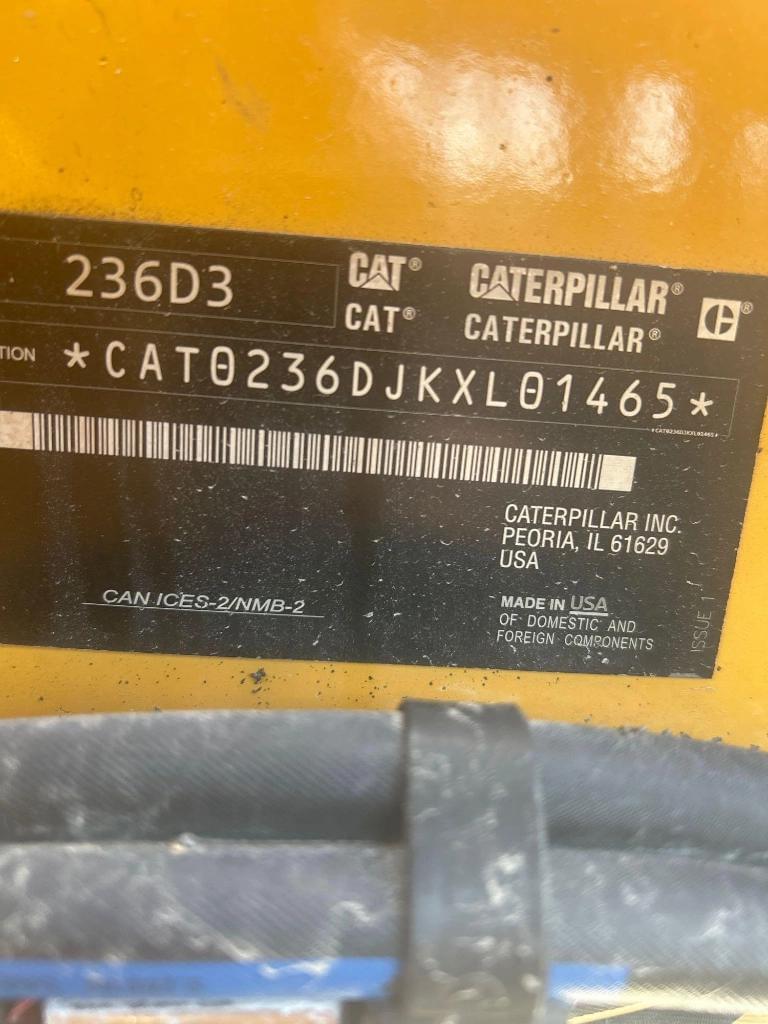 236D3
CAT® CATERPILLAR®
CAT® CATERPILLAR®
TION *CAT0236DJKXL01465*
*CAT0236DJKXL01465*
CATERPILLAR INC.
PEORIA, IL 61629
USA
CAN ICES-2/NMB-2
MADE IN USA
OF DOMESTIC AND
FOREIGN COMPONENTS
ISSUE 1